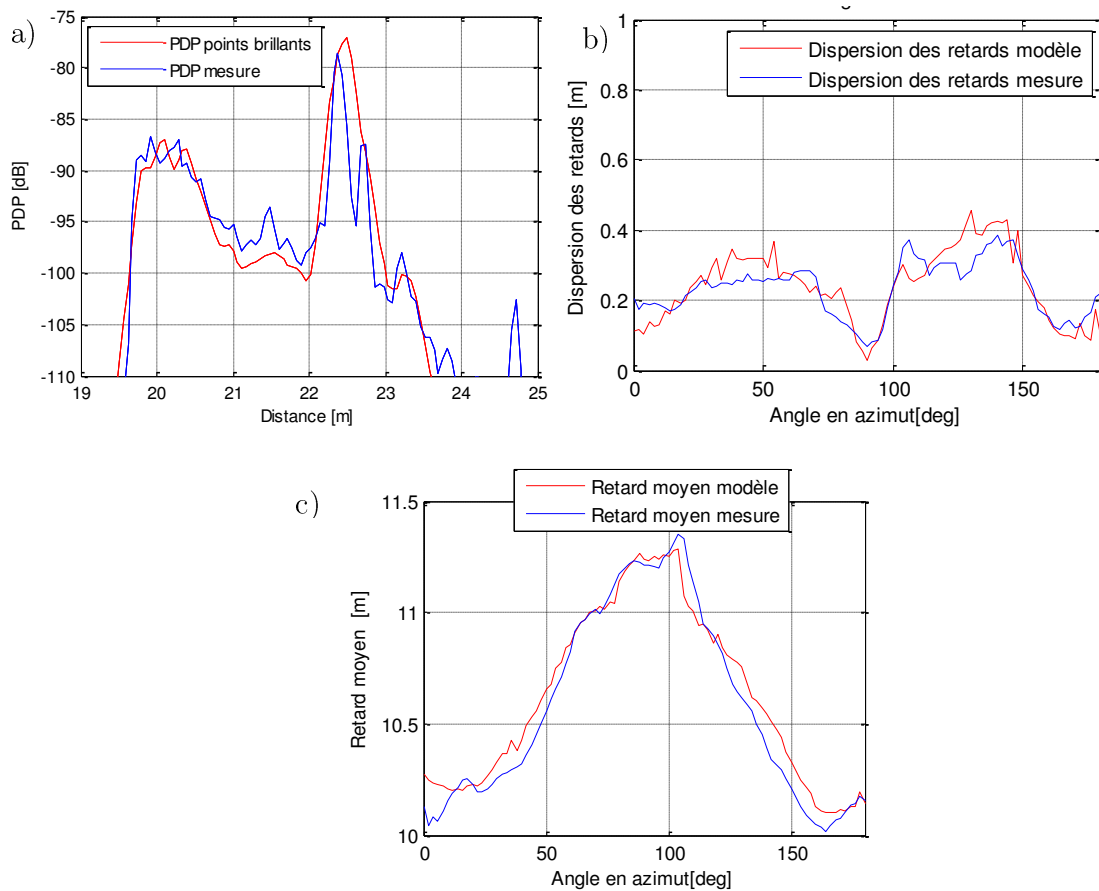 a)
PDP points brillants
PDP mesure
-75
-80
-85
-90
-95
-100
-105
-110
PDP [dB]
19 20 21 22 23 24 25
Distance [m]
b)
Dispersion des retards modèle
Dispersion des retards mesure
1
0.8
0.6
0.4
0.2
0
Dispersion des retards [m]
0 50 100 150
Angle en azimut[deg]
c)
Retard moyen modèle
Retard moyen mesure
11.5
11
10.5
10
Retard moyen [m]
0 50 100 150
Angle en azimut[deg]